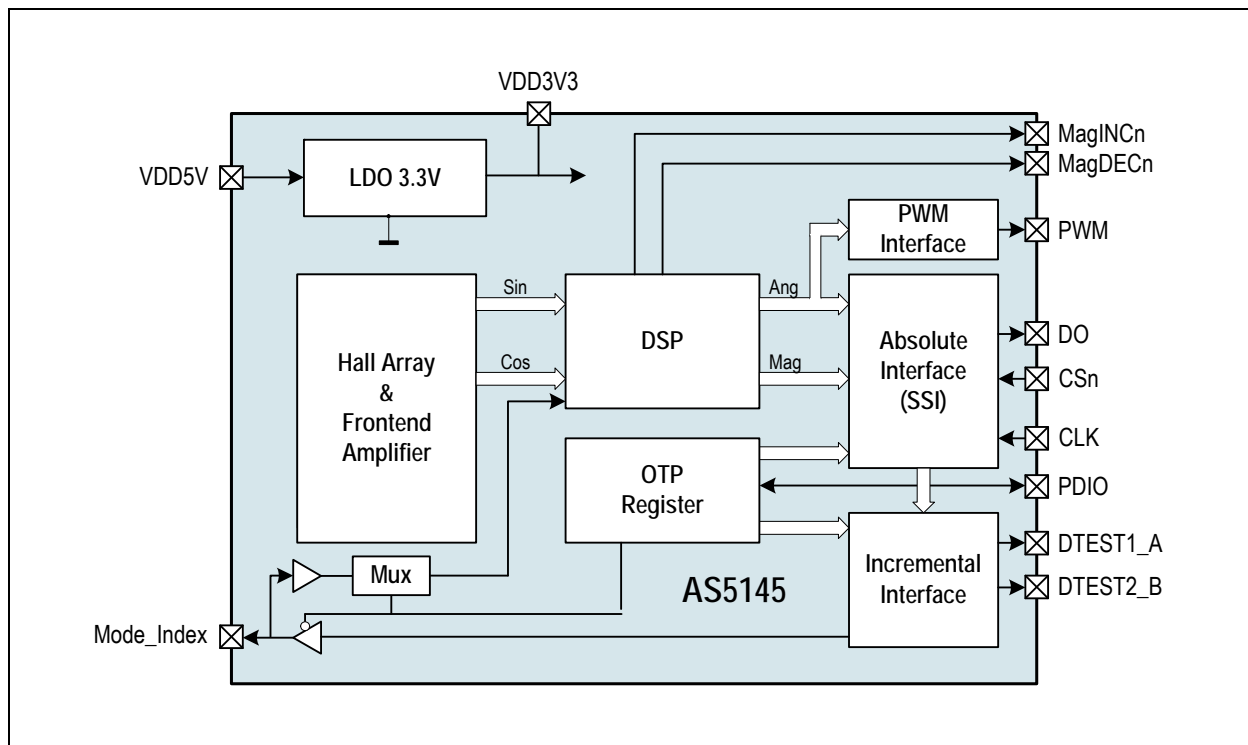 VDD3V3
MagINCn
MagDECn
VDD5V
LDO 3.3V
PWM
Interface
PWM
Sin
Ang
Hall Array
&
Frontend
Amplifier
DSP
Absolute
Interface
(SSI)
DO
Cos
Mag
CSn
CLK
OTP
Register
PDIO
DTEST1_A
Mux
AS5145
Incremental
Interface
DTEST2_B
Mode_Index